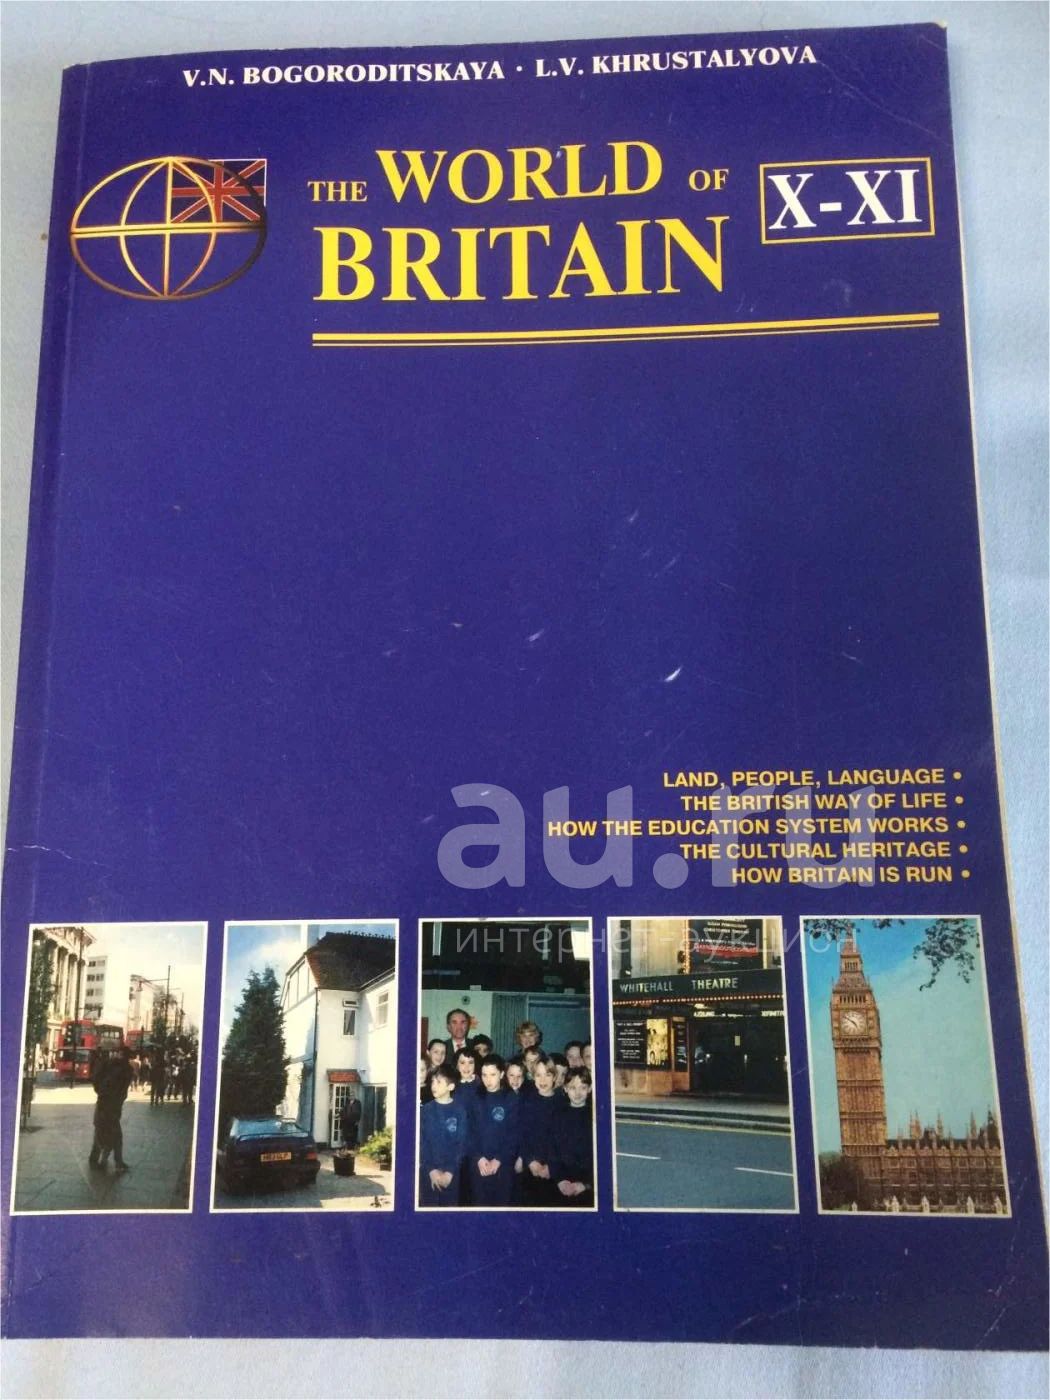 V.N. BOGORODITSKAYA · L.V. KHRUSTALYOVA
THE WORLD OF
BRITAIN
X-XI
LAND, PEOPLE, LANGUAGE •
THE BRITISH WAY OF LIFE •
HOW THE EDUCATION SYSTEM WORKS •
THE CULTURAL HERITAGE •
HOW BRITAIN IS RUN •
au.ru
интернет-аукцион
WHITEHALL THEATRE